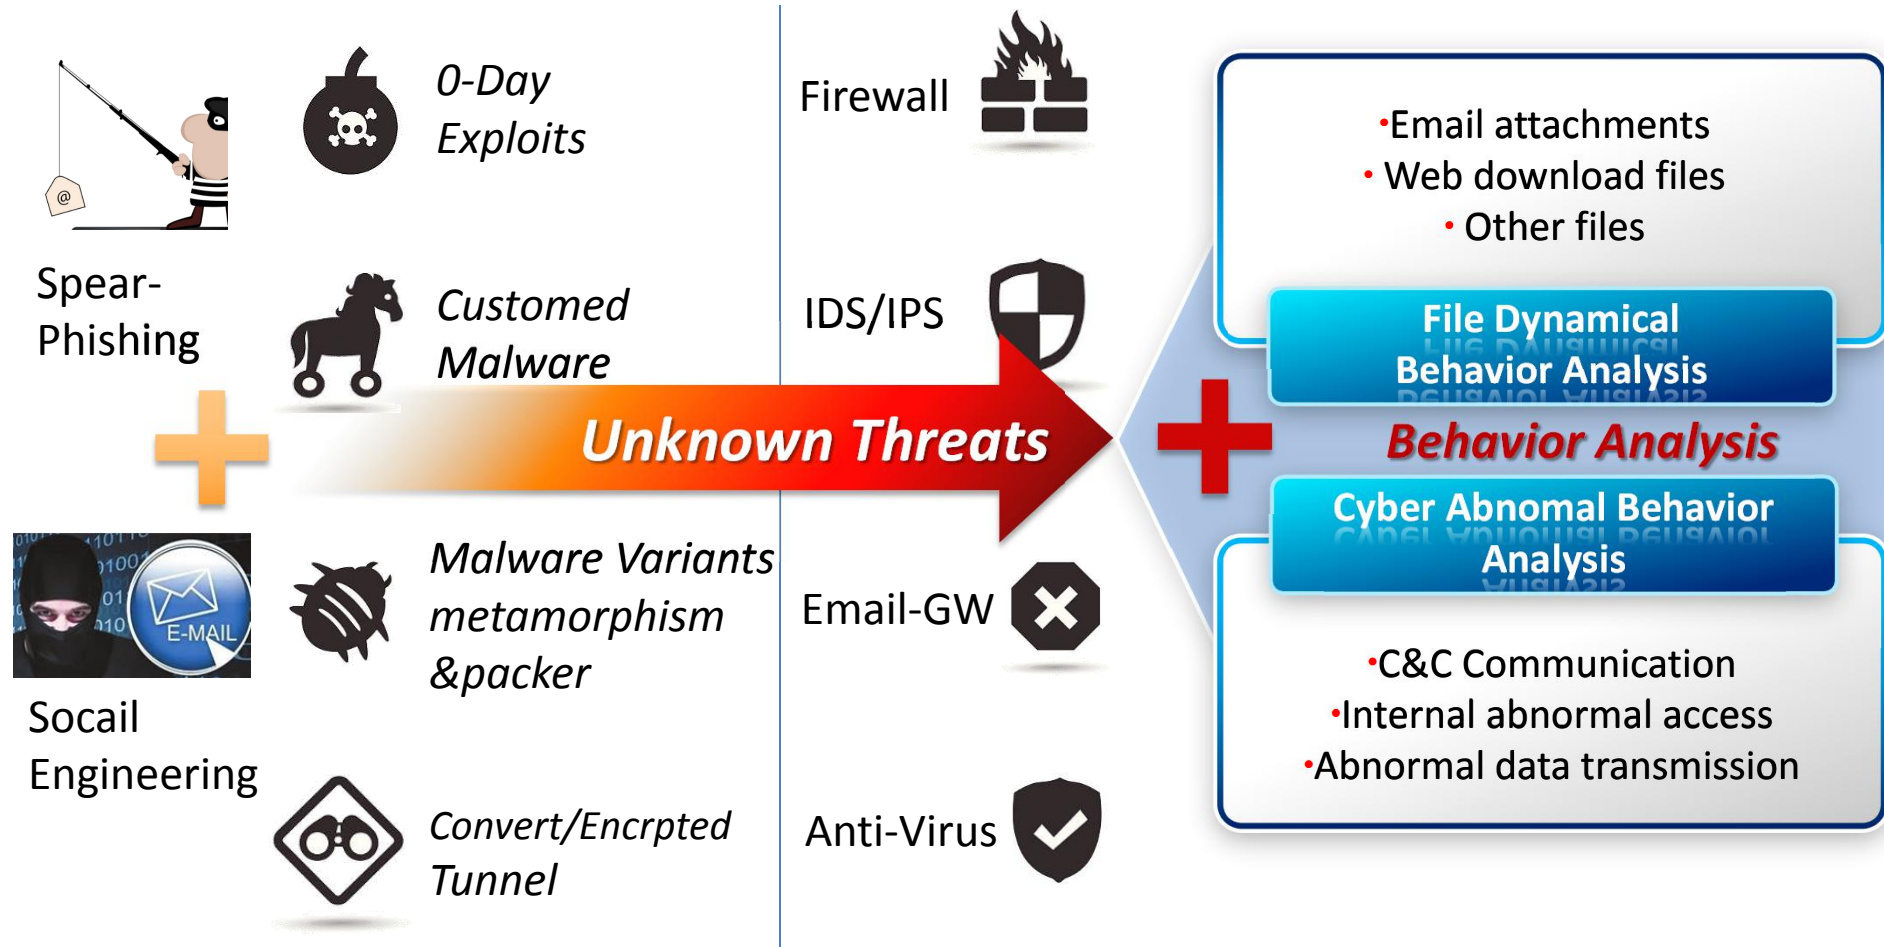 @
Spear-
Phishing
E-MAIL
Socail
Engineering
0-Day
Exploits
Customed
Malware
Unknown Threats
Malware Variants
metamorphism
&packer
Convert/Encrpted
Tunnel
Firewall
IDS/IPS
Email-GW
Anti-Virus
•Email attachments
• Web download files
• Other files
File Dynamical
Behavior Analysis
Behavior Analysis
Cyber Abnomal Behavior
Analysis
•C&C Communication
•Internal abnormal access
•Abnormal data transmission